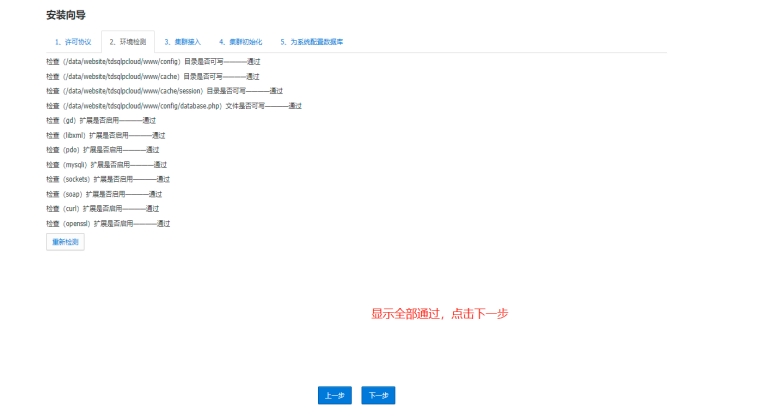 安装向导
1、许可协议 2、环境检测 3、集群接入 4、集群初始化 5、为系统配置数据库
检查（/data/website/tdsqlpcloud/www/config）目录是否可写————通过
检查（/data/website/tdsqlpcloud/www/cache）目录是否可写————通过
检查（/data/website/tdsqlpcloud/www/cache/session）目录是否可写————通过
检查（/data/website/tdsqlpcloud/www/config/database.php）文件是否可写————通过
检查（gd）扩展是否启用————通过
检查（libxml）扩展是否启用————通过
检查（pdo）扩展是否启用————通过
检查（mysqli）扩展是否启用————通过
检查（sockets）扩展是否启用————通过
检查（soap）扩展是否启用————通过
检查（curl）扩展是否启用————通过
检查（openssl）扩展是否启用————通过
重新检测
显示全部通过，点击下一步
上一步 下一步